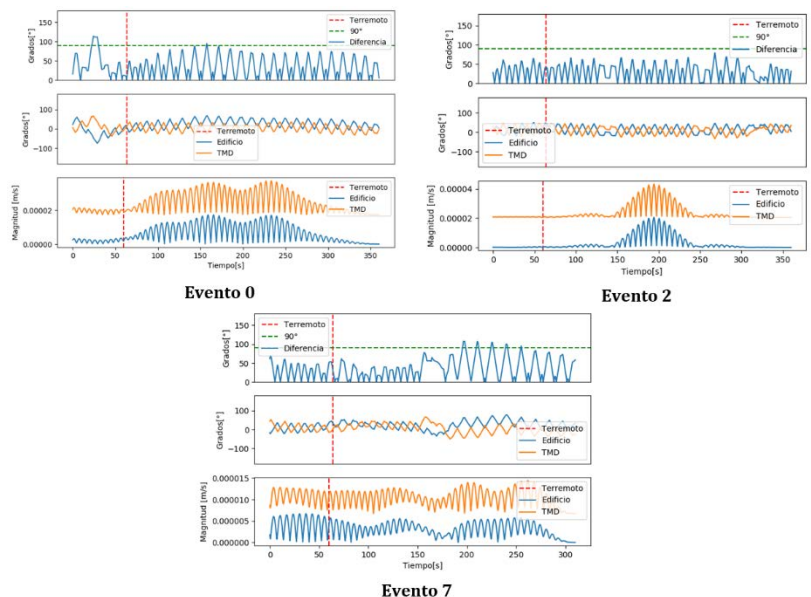 Grados[°]
150
100
50
0
Terremoto
90°
Diferencia
Grados[°]
100
0
−100
Terremoto
Edificio
TMD
Magnitud [m/s]
0.00002
0.00000
Terremoto
Edificio
TMD
0 50 100 150 200 250 300 350
Tiempo[s]
Evento 0
Grados[°]
150
100
50
0
Terremoto
90°
Diferencia
Grados[°]
100
0
−100
Terremoto
Edificio
TMD
Magnitud [m/s]
0.00004
0.00002
0.00000
Terremoto
Edificio
TMD
0 50 100 150 200 250 300 350
Tiempo[s]
Evento 2
Grados[°]
150
100
50
0
Terremoto
90°
Diferencia
Grados[°]
100
0
−100
Terremoto
Edificio
TMD
Magnitud [m/s]
0.000015
0.000010
0.000005
0.000000
Terremoto
Edificio
TMD
0 50 100 150 200 250 300
Tiempo[s]
Evento 7